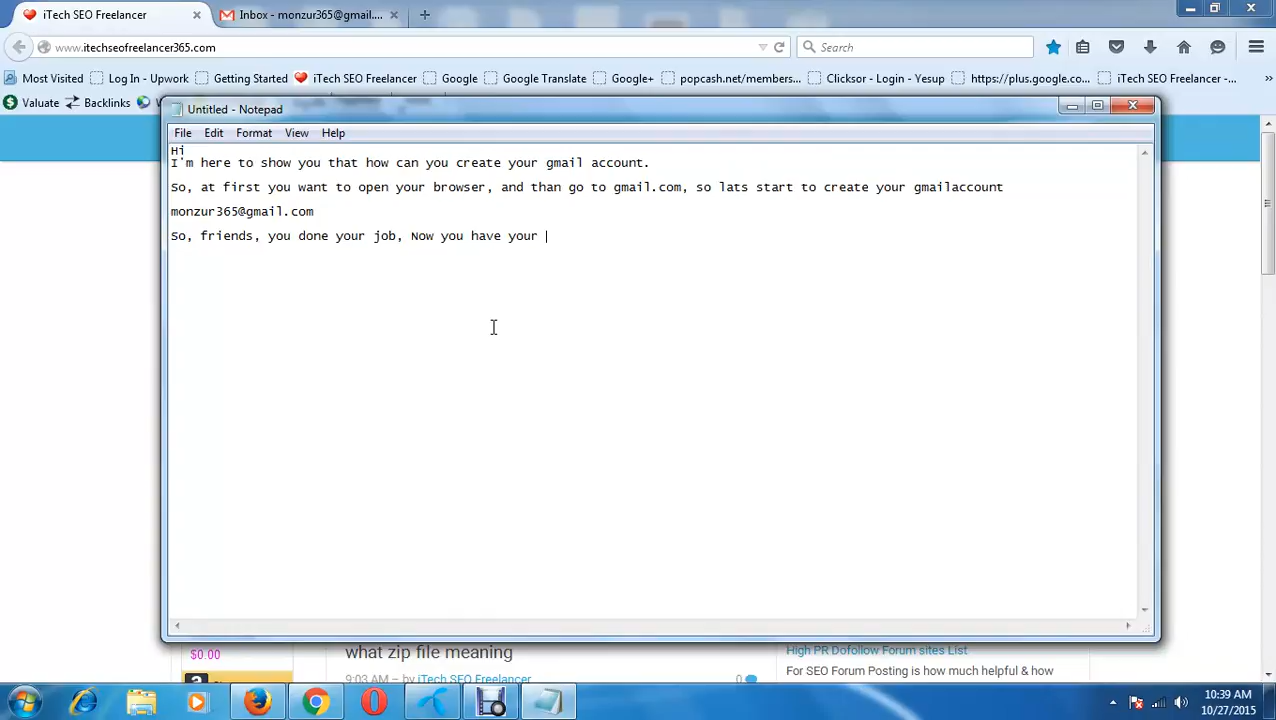 iTech SEO Freelancer
Inbox - monzur365@gmail....
www.itechseofreelancer365.com
Search
Most Visited
Log In - Upwork
Getting Started
iTech SEO Freelancer
Google
Google Translate
Google+
popcash.net/members...
Clicksor - Login - Yesup
https://plus.google.co...
iTech SEO Freelancer -...
»
Valuate
Backlinks
Untitled - Notepad
File Edit Format View Help
Hi
I'm here to show you that how can you create your gmail account.
So, at first you want to open your browser, and than go to gmail.com, so lats start to create your gmailaccount
monzur365@gmail.com
So, friends, you done your job, Now you have your
$0.00
what zip file meaning
9:03 AM – by iTech SEO Freelancer
0
High PR Dofollow Forum sites List
For SEO Forum Posting is how much helpful & how
10:39 AM
10/27/2015